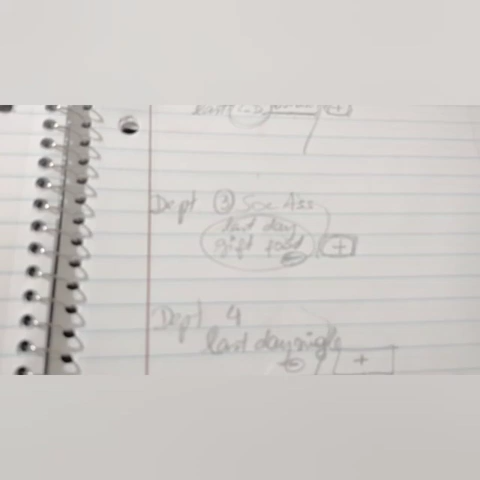 Dept ③ Soc Ass
last day
gift food
⊖ [+]
Dept 4
last day single
⊖ [+]